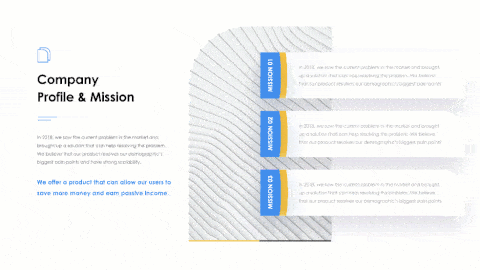 Company
Profile & Mission
In 2018, we saw the current problem in the market and
brought up a solution that can help resolving the problem.
We believe that our product resolves our demographic's
biggest pain points and have strong scalability.
We offer a product that can allow our users to
save more money and earn passive income.
MISSION 01
In 2018, we saw the current problem in the market and brought
up a solution that can help resolving the problem. We believe
that our product resolves our demographic's biggest pain points.
MISSION 02
In 2018, we saw the current problem in the market and brought
up a solution that can help resolving the problem. We believe
that our product resolves our demographic's biggest pain points.
MISSION 03
In 2018, we saw the current problem in the market and brought
up a solution that can help resolving the problem. We believe
that our product resolves our demographic's biggest pain points.